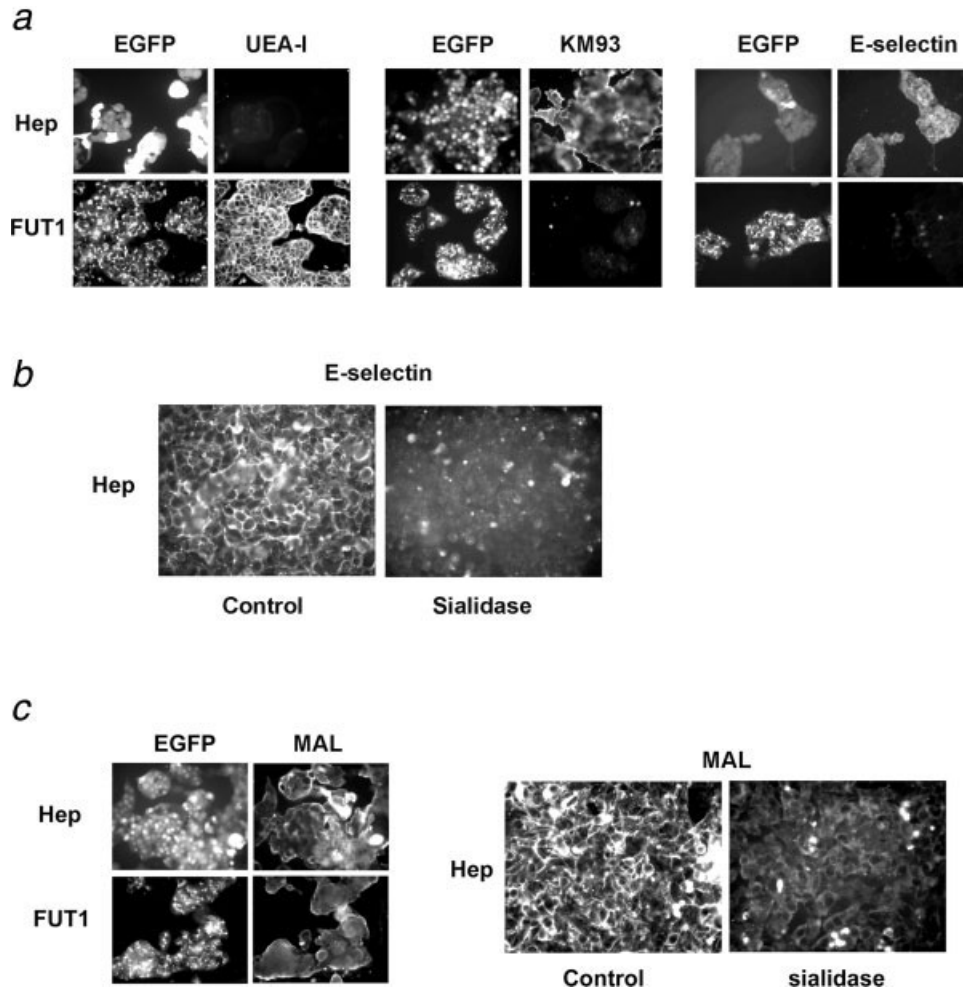 a
EGFP UEA-I EGFP KM93 EGFP E-selectin
Hep
FUT1
b
E-selectin
Hep
Control Sialidase
c
EGFP MAL
MAL
Hep
Hep
FUT1
Control sialidase